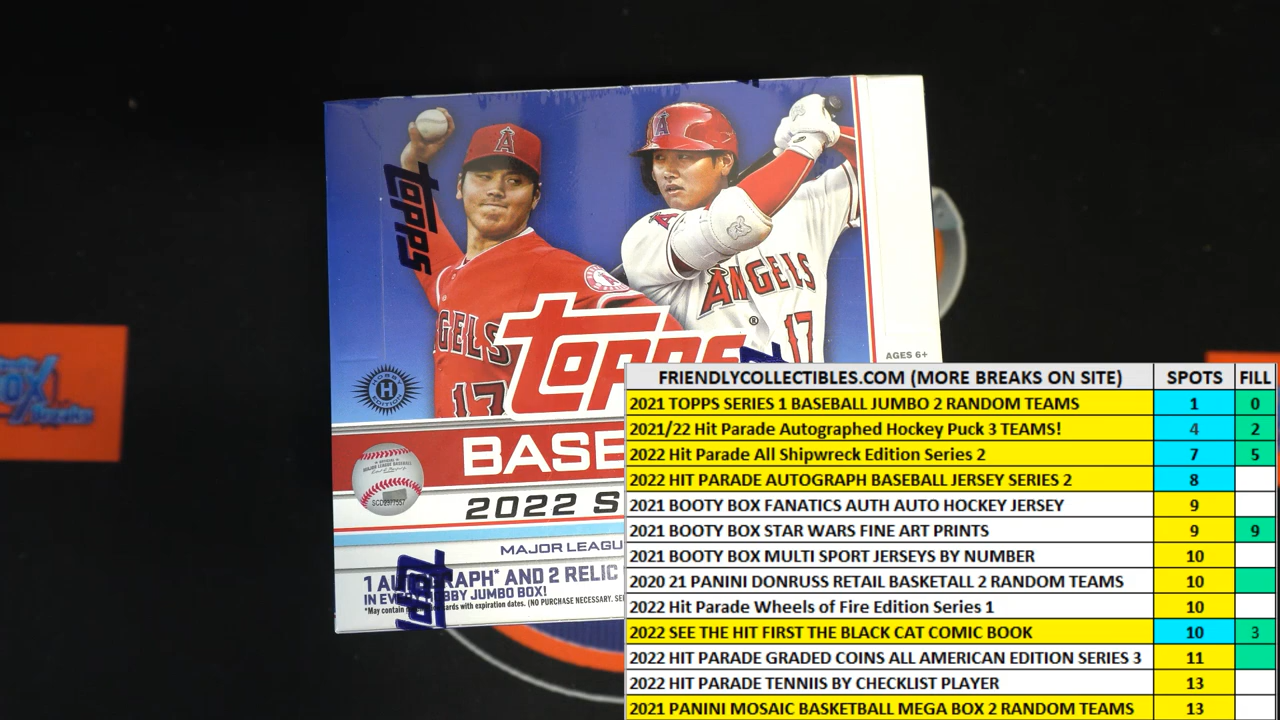 A
A
topps
ANGELS
GELS
17
17
AGES 6+
HOBBY
H
EDITION
topps
BASE
OFFICIAL
2022 S
MAJOR LEAGU
1 AUTOGRAPH* AND 2 RELIC
IN EVERY HOBBY JUMBO BOX!
topps
BOX
FRIENDLYCOLLECTIBLES.COM (MORE BREAKS ON SITE) SPOTS FILL
2021 TOPPS SERIES 1 BASEBALL JUMBO 2 RANDOM TEAMS 1 0
2021/22 Hit Parade Autographed Hockey Puck 3 TEAMS! 4 2
2022 Hit Parade All Shipwreck Edition Series 2 7 5
2022 HIT PARADE AUTOGRAPH BASEBALL JERSEY SERIES 2 8
2021 BOOTY BOX FANATICS AUTH AUTO HOCKEY JERSEY 9
2021 BOOTY BOX STAR WARS FINE ART PRINTS 9 9
2021 BOOTY BOX MULTI SPORT JERSEYS BY NUMBER 10
2020 21 PANINI DONRUSS RETAIL BASKETALL 2 RANDOM TEAMS 10
2022 Hit Parade Wheels of Fire Edition Series 1 10
2022 SEE THE HIT FIRST THE BLACK CAT COMIC BOOK 10 3
2022 HIT PARADE GRADED COINS ALL AMERICAN EDITION SERIES 3 11
2022 HIT PARADE TENNIIS BY CHECKLIST PLAYER 13
2021 PANINI MOSAIC BASKETBALL MEGA BOX 2 RANDOM TEAMS 13